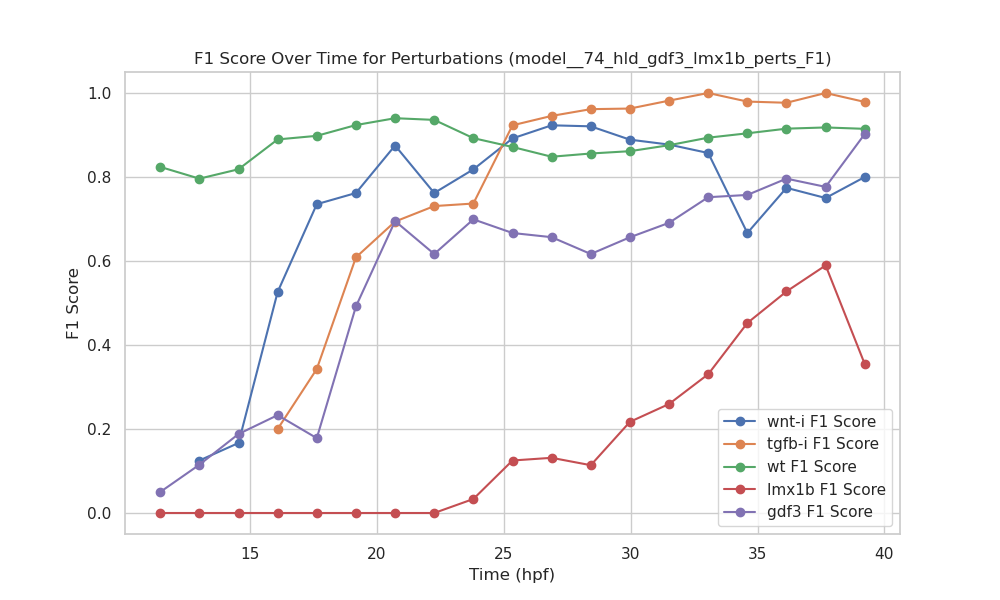 F1 Score Over Time for Perturbations (model__74_hld_gdf3_lmx1b_perts_F1)
1.0
0.8
0.6
0.4
0.2
0.0
F1 Score
wnt-i F1 Score
tgfb-i F1 Score
wt F1 Score
lmx1b F1 Score
gdf3 F1 Score
15 20 25 30 35 40
Time (hpf)